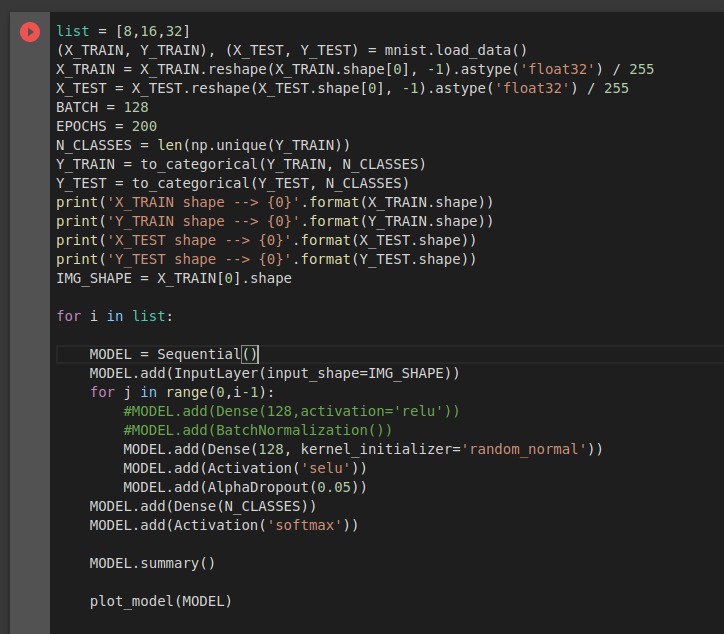 list = [8,16,32]
(X_TRAIN, Y_TRAIN), (X_TEST, Y_TEST) = mnist.load_data()
X_TRAIN = X_TRAIN.reshape(X_TRAIN.shape[0], -1).astype('float32') / 255
X_TEST = X_TEST.reshape(X_TEST.shape[0], -1).astype('float32') / 255
BATCH = 128
EPOCHS = 200
N_CLASSES = len(np.unique(Y_TRAIN))
Y_TRAIN = to_categorical(Y_TRAIN, N_CLASSES)
Y_TEST = to_categorical(Y_TEST, N_CLASSES)
print('X_TRAIN shape --> {0}'.format(X_TRAIN.shape))
print('Y_TRAIN shape --> {0}'.format(Y_TRAIN.shape))
print('X_TEST shape --> {0}'.format(X_TEST.shape))
print('Y_TEST shape --> {0}'.format(Y_TEST.shape))
IMG_SHAPE = X_TRAIN[0].shape
for i in list:
    MODEL = Sequential()
    MODEL.add(InputLayer(input_shape=IMG_SHAPE))
    for j in range(0,i-1):
        #MODEL.add(Dense(128,activation='relu'))
        #MODEL.add(BatchNormalization())
        MODEL.add(Dense(128, kernel_initializer='random_normal'))
        MODEL.add(Activation('selu'))
        MODEL.add(AlphaDropout(0.05))
    MODEL.add(Dense(N_CLASSES))
    MODEL.add(Activation('softmax'))
    MODEL.summary()
    plot_model(MODEL)